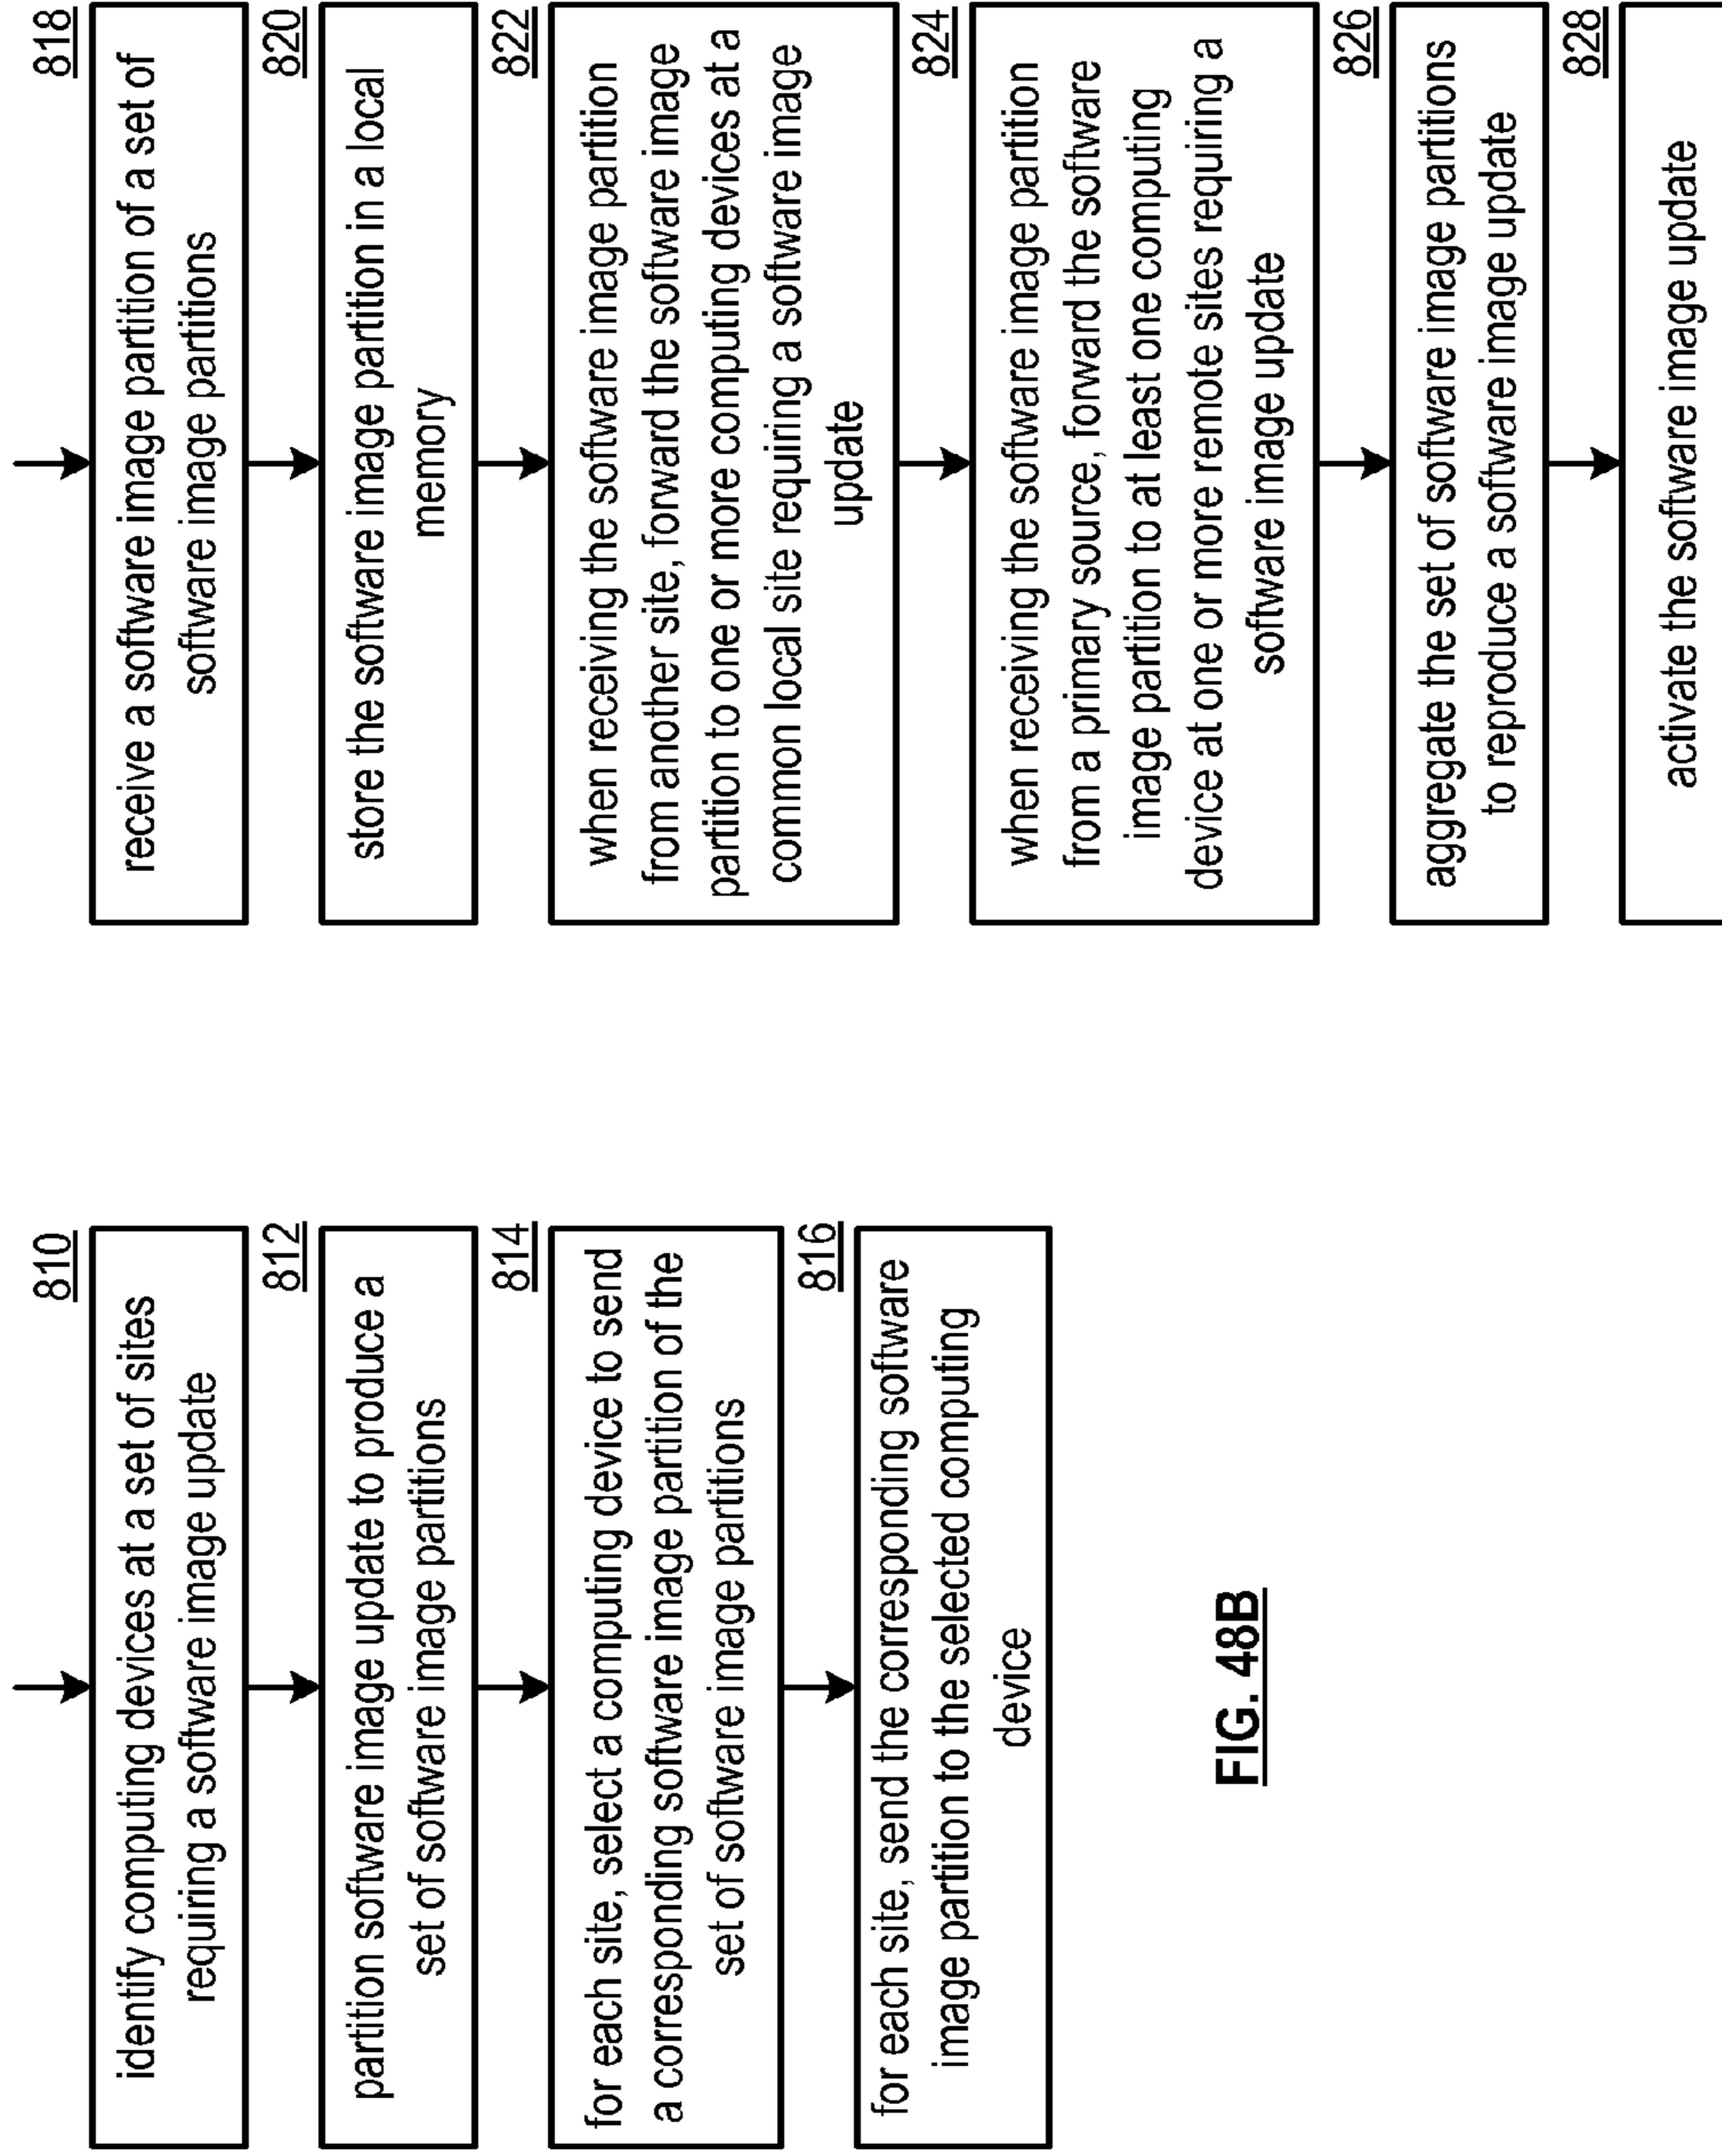 810
identify computing devices at a set of sites
requiring a software image update
812
partition software image update to produce a
set of software image partitions
814
for each site, select a computing device to send
a corresponding software image partition of the
set of software image partitions
816
for each site, send the corresponding software
image partition to the selected computing
device
FIG. 48B
818
receive a software image partition of a set of
software image partitions
820
store the software image partition in a local
memory
822
when receiving the software image partition
from another site, forward the software image
partition to one or more computing devices at a
common local site requiring a software image
update
824
when receiving the software image partition
from a primary source, forward the software
image partition to at least one computing
device at one or more remote sites requiring a
software image update
826
aggregate the set of software image partitions
to reproduce a software image update
828
activate the software image update